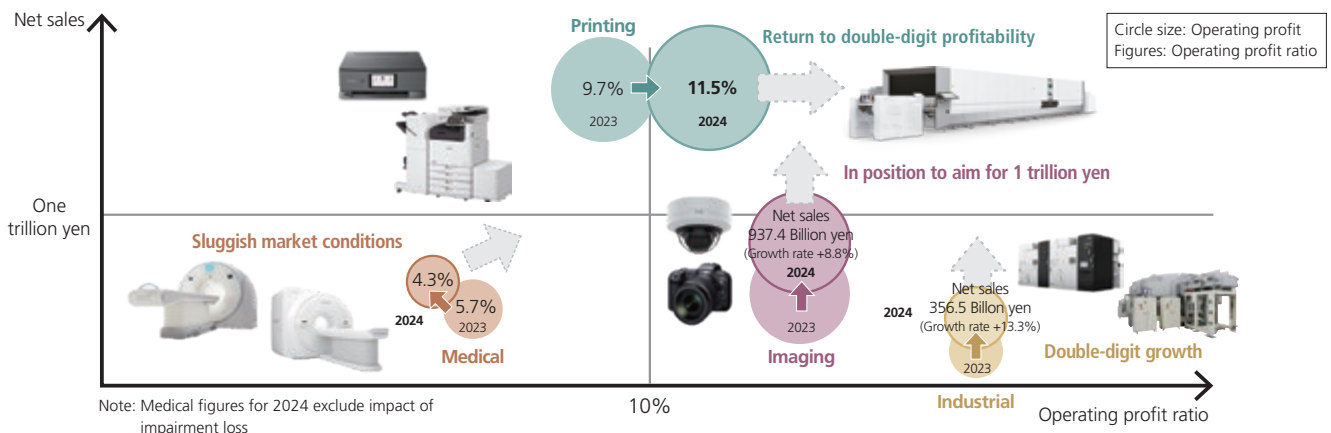 Net sales
Printing
Return to double-digit profitability
Circle size: Operating profit
Figures: Operating profit ratio
9.7%
2023
11.5%
2024
In position to aim for 1 trillion yen
One
trillion yen
Sluggish market conditions
4.3%
2024
5.7%
2023
Medical
Net sales
937.4 Billion yen
(Growth rate +8.8%)
2024
2023
Imaging
2024
Net sales
356.5 Billon yen
(Growth rate +13.3%)
2023
Industrial
Double-digit growth
10%
Operating profit ratio
Note: Medical figures for 2024 exclude impact of
impairment loss